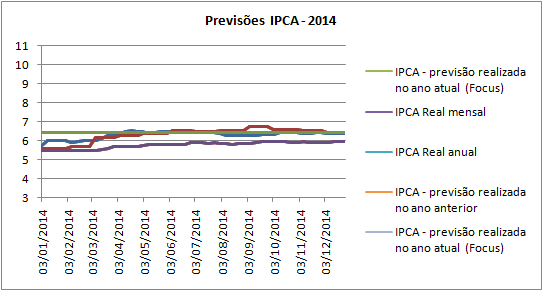 Previsões IPCA - 2014
11
10
9
8
7
6
5
4
3
03/01/2014
03/02/2014
03/03/2014
03/04/2014
03/05/2014
03/06/2014
03/07/2014
03/08/2014
03/09/2014
03/10/2014
03/11/2014
03/12/2014
IPCA - previsão realizada
no ano atual (Focus)
IPCA Real mensal
IPCA Real anual
IPCA - previsão realizada
no ano anterior
IPCA - previsão realizada
no ano atual (Focus)